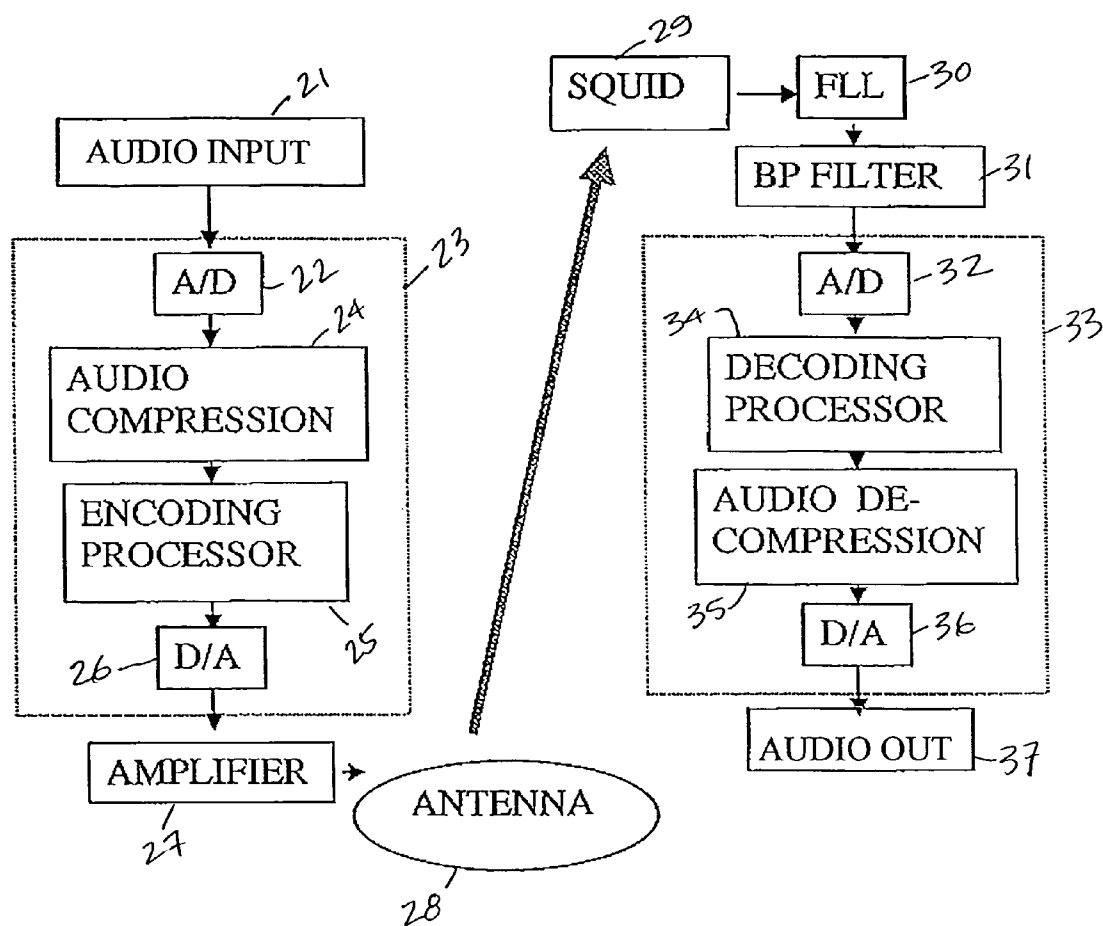 21
AUDIO INPUT
23
A/D
22
24
AUDIO
COMPRESSION
ENCODING
PROCESSOR
25
26
D/A
AMPLIFIER
27
ANTENNA
28
29
SQUID
FLL
30
BP FILTER
31
A/D
32
33
34
DECODING
PROCESSOR
AUDIO DE-
COMPRESSION
35
D/A
36
AUDIO OUT
37